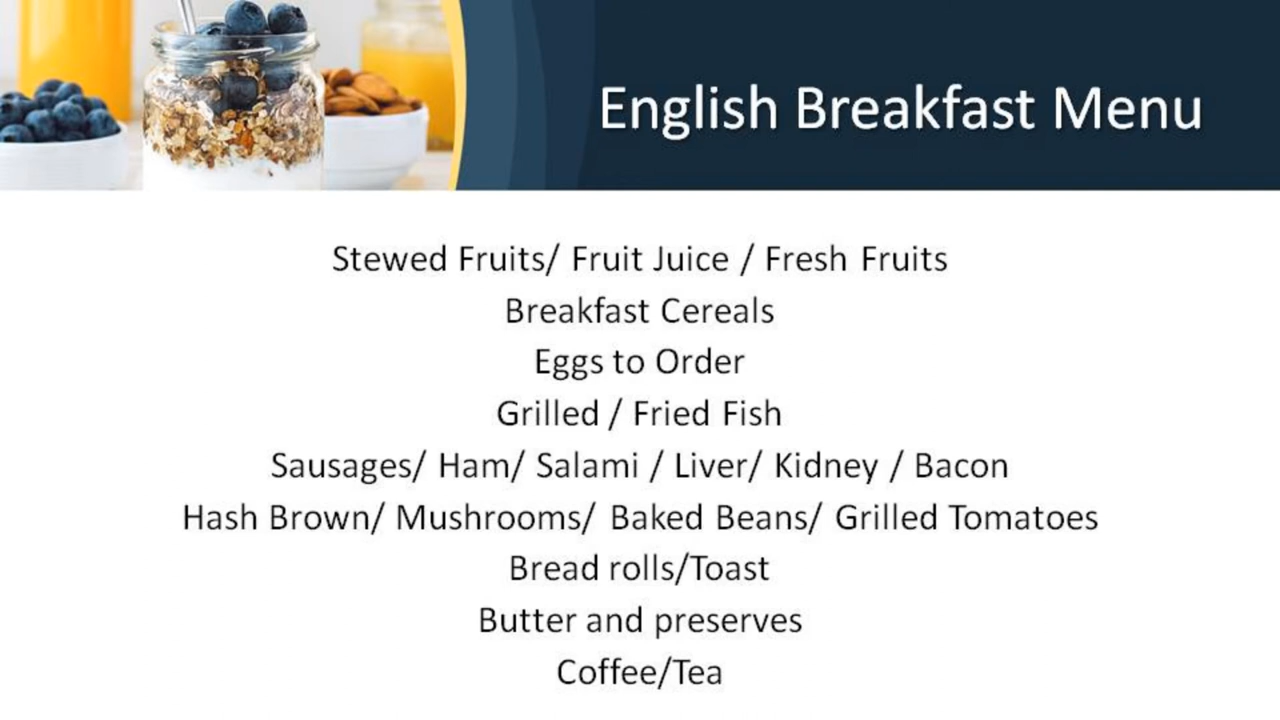 English Breakfast Menu
Stewed Fruits/ Fruit Juice / Fresh Fruits
Breakfast Cereals
Eggs to Order
Grilled / Fried Fish
Sausages/ Ham/ Salami / Liver/ Kidney / Bacon
Hash Brown/ Mushrooms/ Baked Beans/ Grilled Tomatoes
Bread rolls/Toast
Butter and preserves
Coffee/Tea